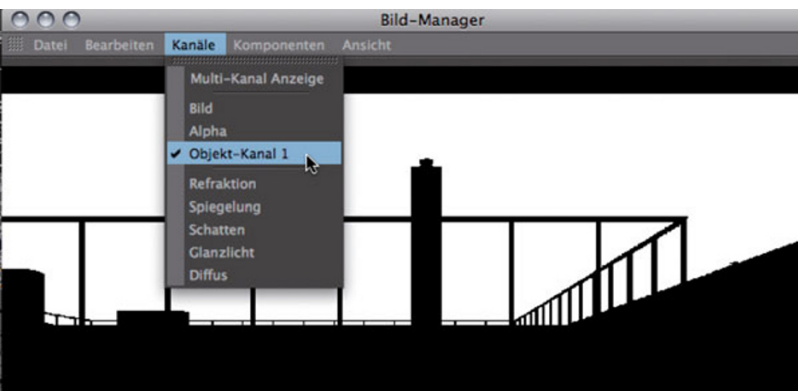 Bild-Manager
Datei Bearbeiten Kanäle Komponenten Ansicht
Multi-Kanal Anzeige
Bild
Alpha
Objekt-Kanal 1
Refraktion
Spiegelung
Schatten
Glanzlicht
Diffus